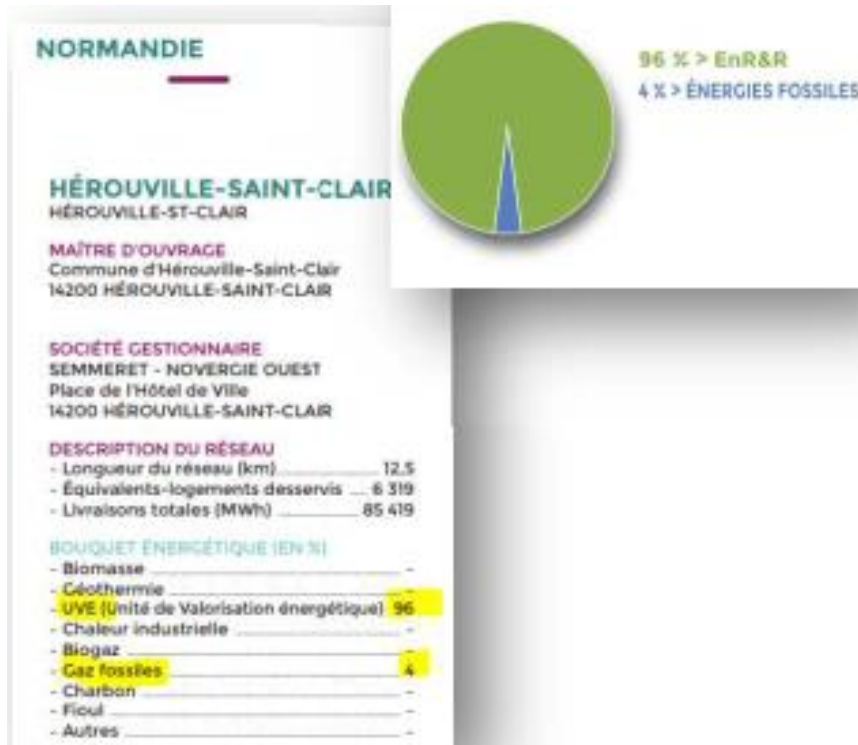 NORMANDIE
96 % > EnR&R
4 % > ÉNERGIES FOSSILES
HÉROUVILLE-SAINT-CLAIR
HÉROUVILLE-ST-CLAIR
MAÎTRE D'OUVRAGE
Commune d'Hérouville-Saint-Clair
14200 HÉROUVILLE-SAINT-CLAIR
SOCIÉTÉ GESTIONNAIRE
SEMMERET - NOVERGIE OUEST
Place de l'Hôtel de Ville
14200 HÉROUVILLE-SAINT-CLAIR
DESCRIPTION DU RÉSEAU
- Longueur du réseau (km) 12,5
- Équivalents-logements desservis 6 319
- Livraisons totales (MWh) 85 419
BOUQUET ÉNERGÉTIQUE (EN %)
- Biomasse -
- Géothermie -
- UVE (Unité de Valorisation énergétique) 96
- Chaleur industrielle -
- Biogaz -
- Gaz fossiles 4
- Charbon -
- Fioul -
- Autres -